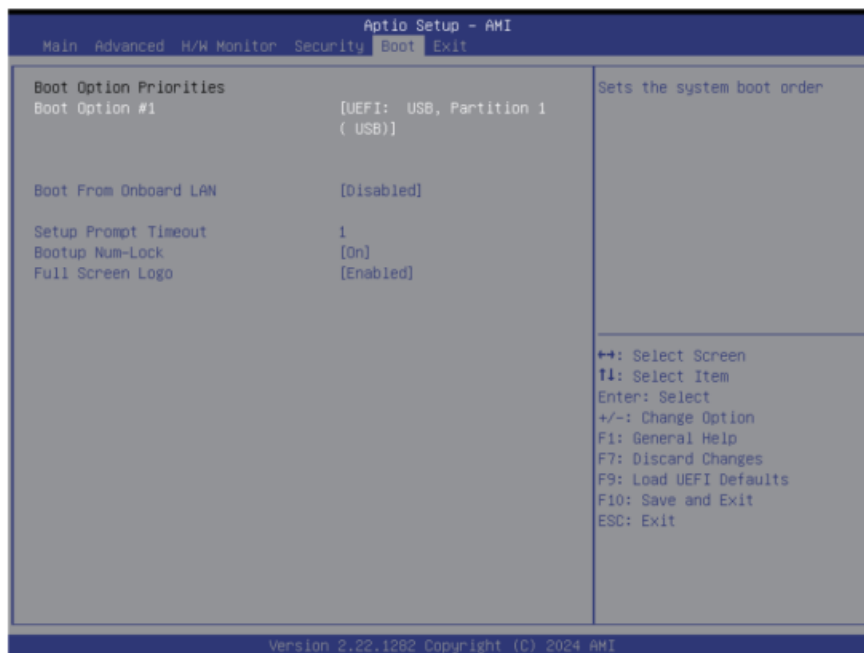 Aptio Setup - AMI
Main Advanced H/W Monitor Security Boot Exit
Boot Option Priorities
Boot Option #1 [UEFI: USB, Partition 1
( USB)]
Boot From Onboard LAN [Disabled]
Setup Prompt Timeout 1
Bootup Num-Lock [On]
Full Screen Logo [Enabled]
Sets the system boot order
↔: Select Screen
↑↓: Select Item
Enter: Select
+/-: Change Option
F1: General Help
F7: Discard Changes
F9: Load UEFI Defaults
F10: Save and Exit
ESC: Exit
Version 2.22.1282 Copyright (C) 2024 AMI